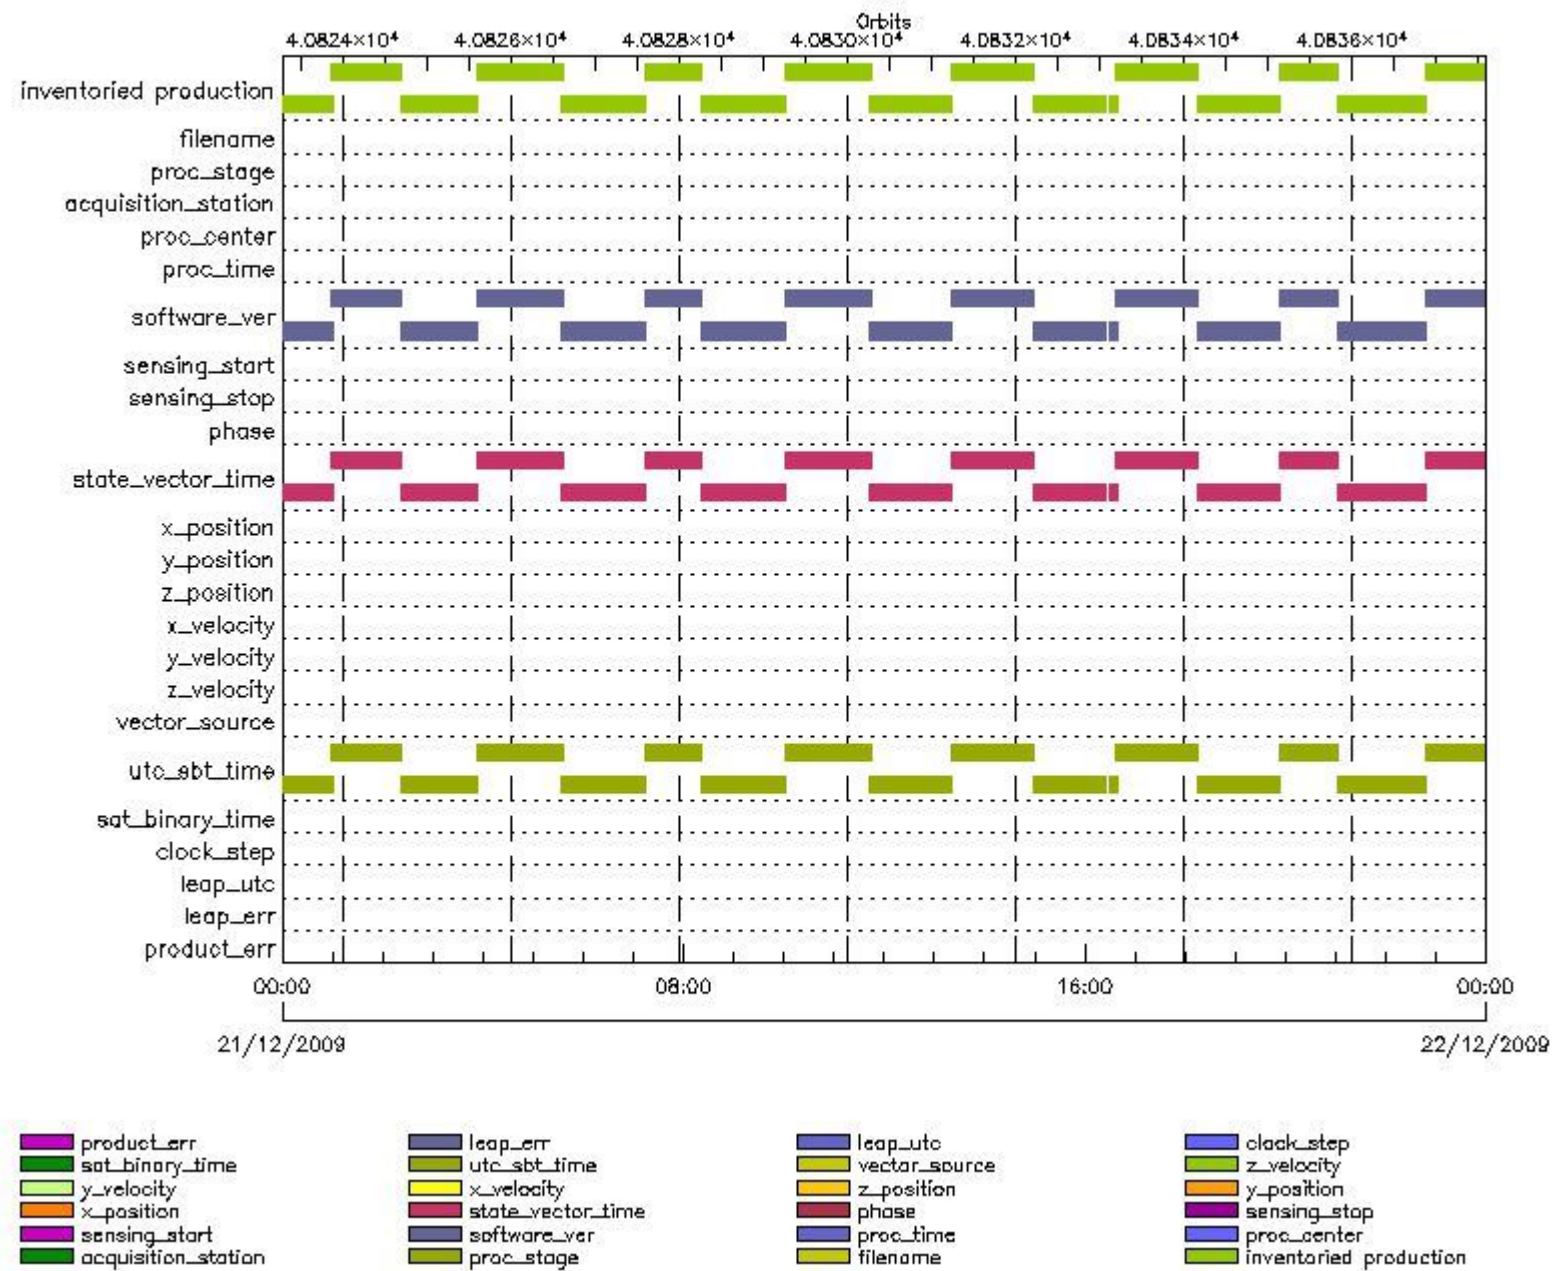 Orbits
4.0824×10⁴ 4.0826×10⁴ 4.0828×10⁴ 4.0830×10⁴ 4.0832×10⁴ 4.0834×10⁴ 4.0836×10⁴
inventoried production
filename
proc_stage
acquisition_station
proc_center
proc_time
software_ver
sensing_start
sensing_stop
phase
state_vector_time
x_position
y_position
z_position
x_velocity
y_velocity
z_velocity
vector_source
utc_sbt_time
sat_binary_time
clock_step
leap_utc
leap_err
product_err
00:00 08:00 16:00 00:00
21/12/2009 22/12/2009
product_err leap_err leap_utc clock_step
sat_binary_time utc_sbt_time vector_source z_velocity
y_velocity x_velocity z_position y_position
x_position state_vector_time phase sensing_stop
sensing_start software_ver proc_time proc_center
acquisition_station proc_stage filename inventoried production